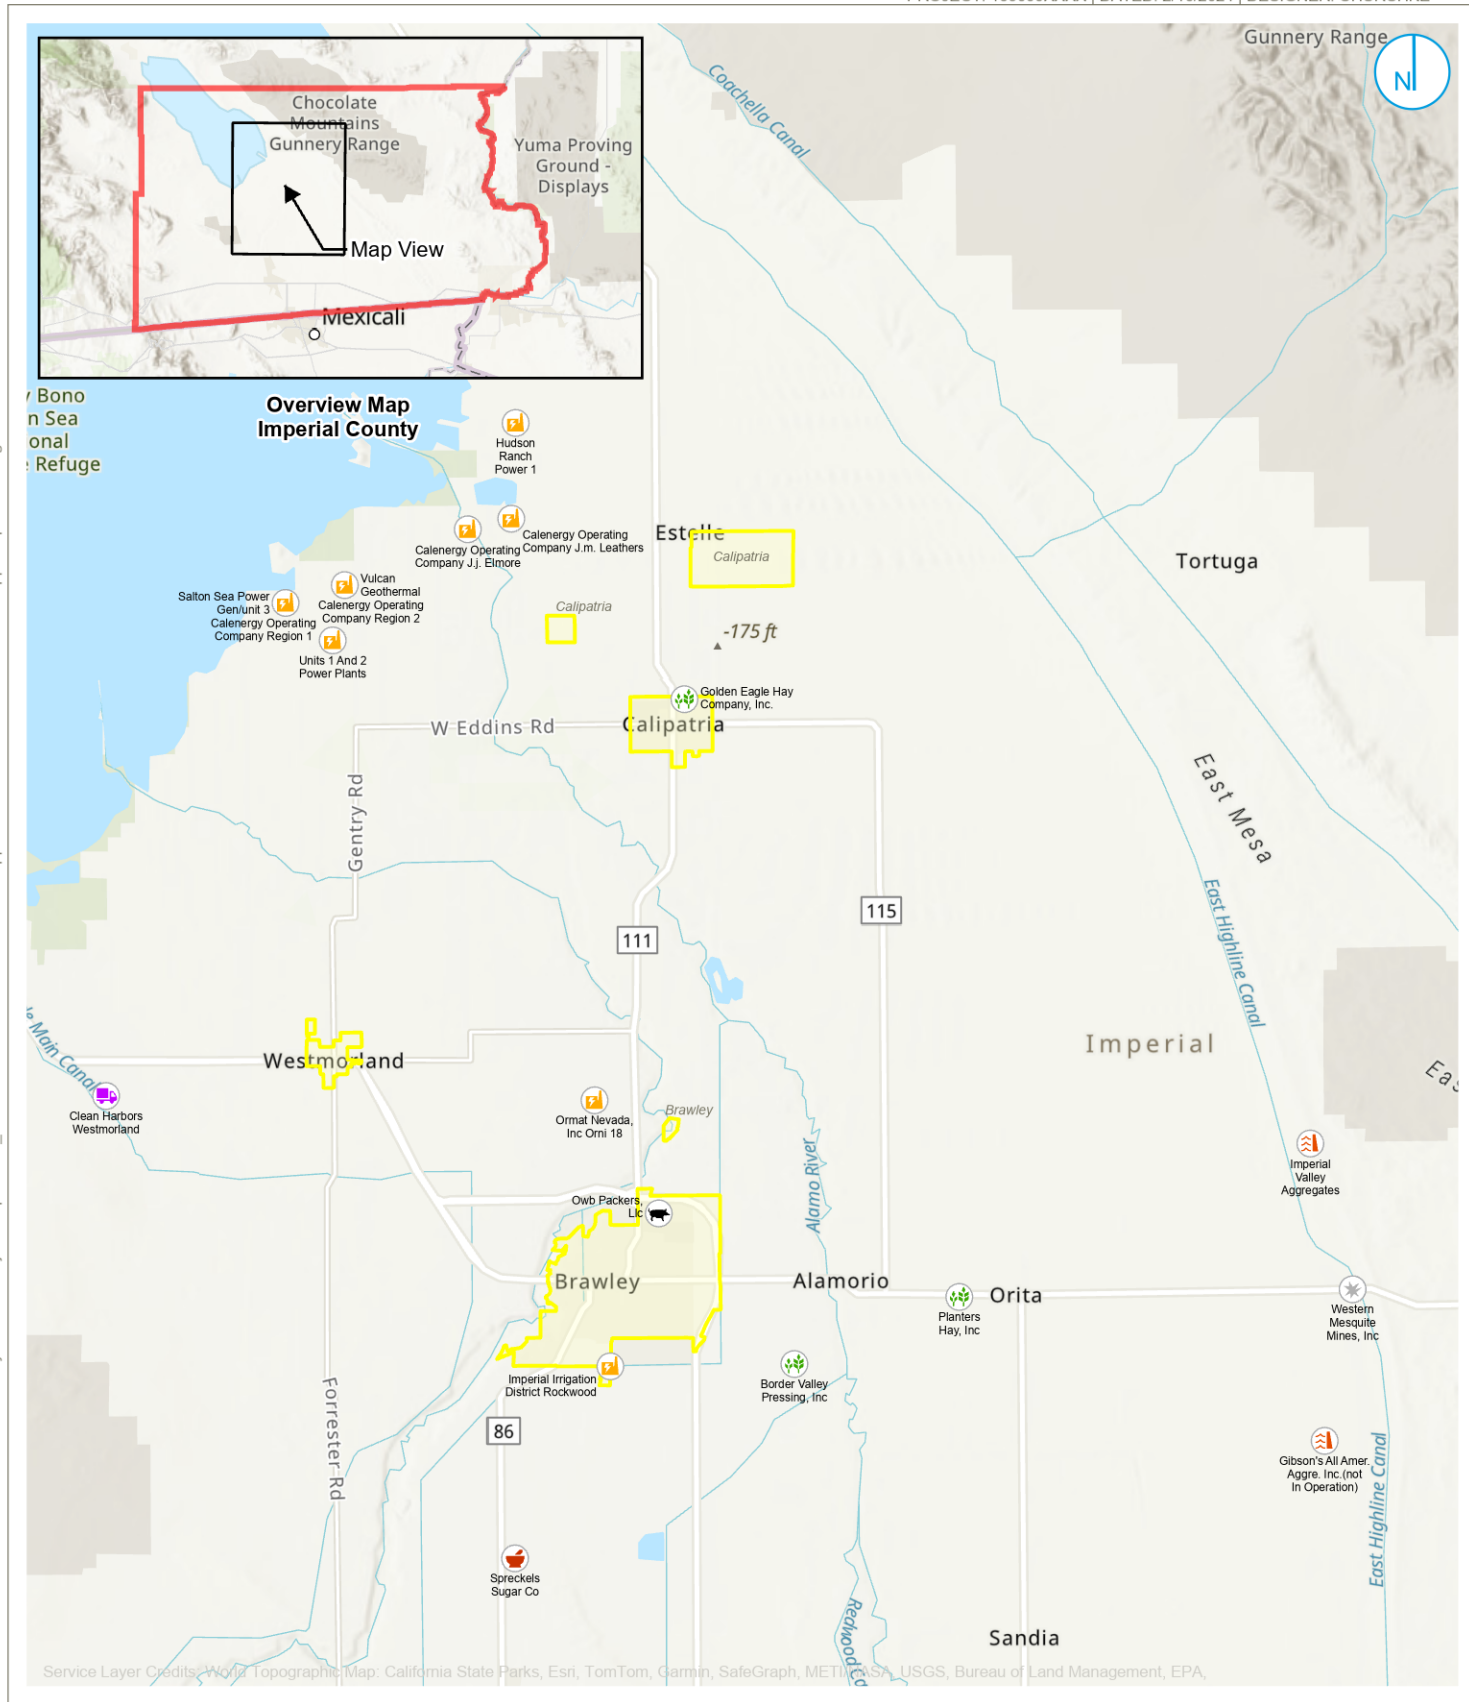 Gunnery Range
N
Coachella Canal
Chocolate
Mountains
Gunnery Range
Yuma Proving
Ground -
Displays
Map View
Mexicali
Overview Map
Imperial County
Bono
Sea
Refuge
Hudson
Ranch
Power 1
Calenergy Operating
Company J.m. Leathers
Calenergy Operating
Company J.j. Elmore
Estelle
Calipatria
Tortuga
Vulcan
Geothermal
Calenergy Operating
Company Region 2
Salton Sea Power
Gen/unit 3
Calenergy Operating
Company Region 1
Units 1 And 2
Power Plants
Calipatria
-175 ft
Golden Eagle Hay
Company, Inc.
W Eddins Rd
Calipatria
Gentry Rd
East Mesa
115
111
East Highline Canal
Main Canal
Westmorland
Imperial
Clean Harbors
Westmorland
Ormat Nevada,
Inc Orni 18
Brawley
Alamo River
Imperial
Valley
Aggregates
Owb Packers,
Llc
Brawley
Alamorio
Orita
Planters
Hay, Inc
Western
Mesquite
Mines, Inc
Imperial Irrigation
District Rockwood
Border Valley
Pressing, Inc
Forrester Rd
86
Gibson's All Amer.
Aggre. Inc.(not
In Operation)
East Highline Canal
Spreckels
Sugar Co
Redwood
Sandia
Service Layer Credits: World Topographic Map: California State Parks, Esri, TomTom, Garmin, SafeGraph, METI/NASA, USGS, Bureau of Land Management, EPA,